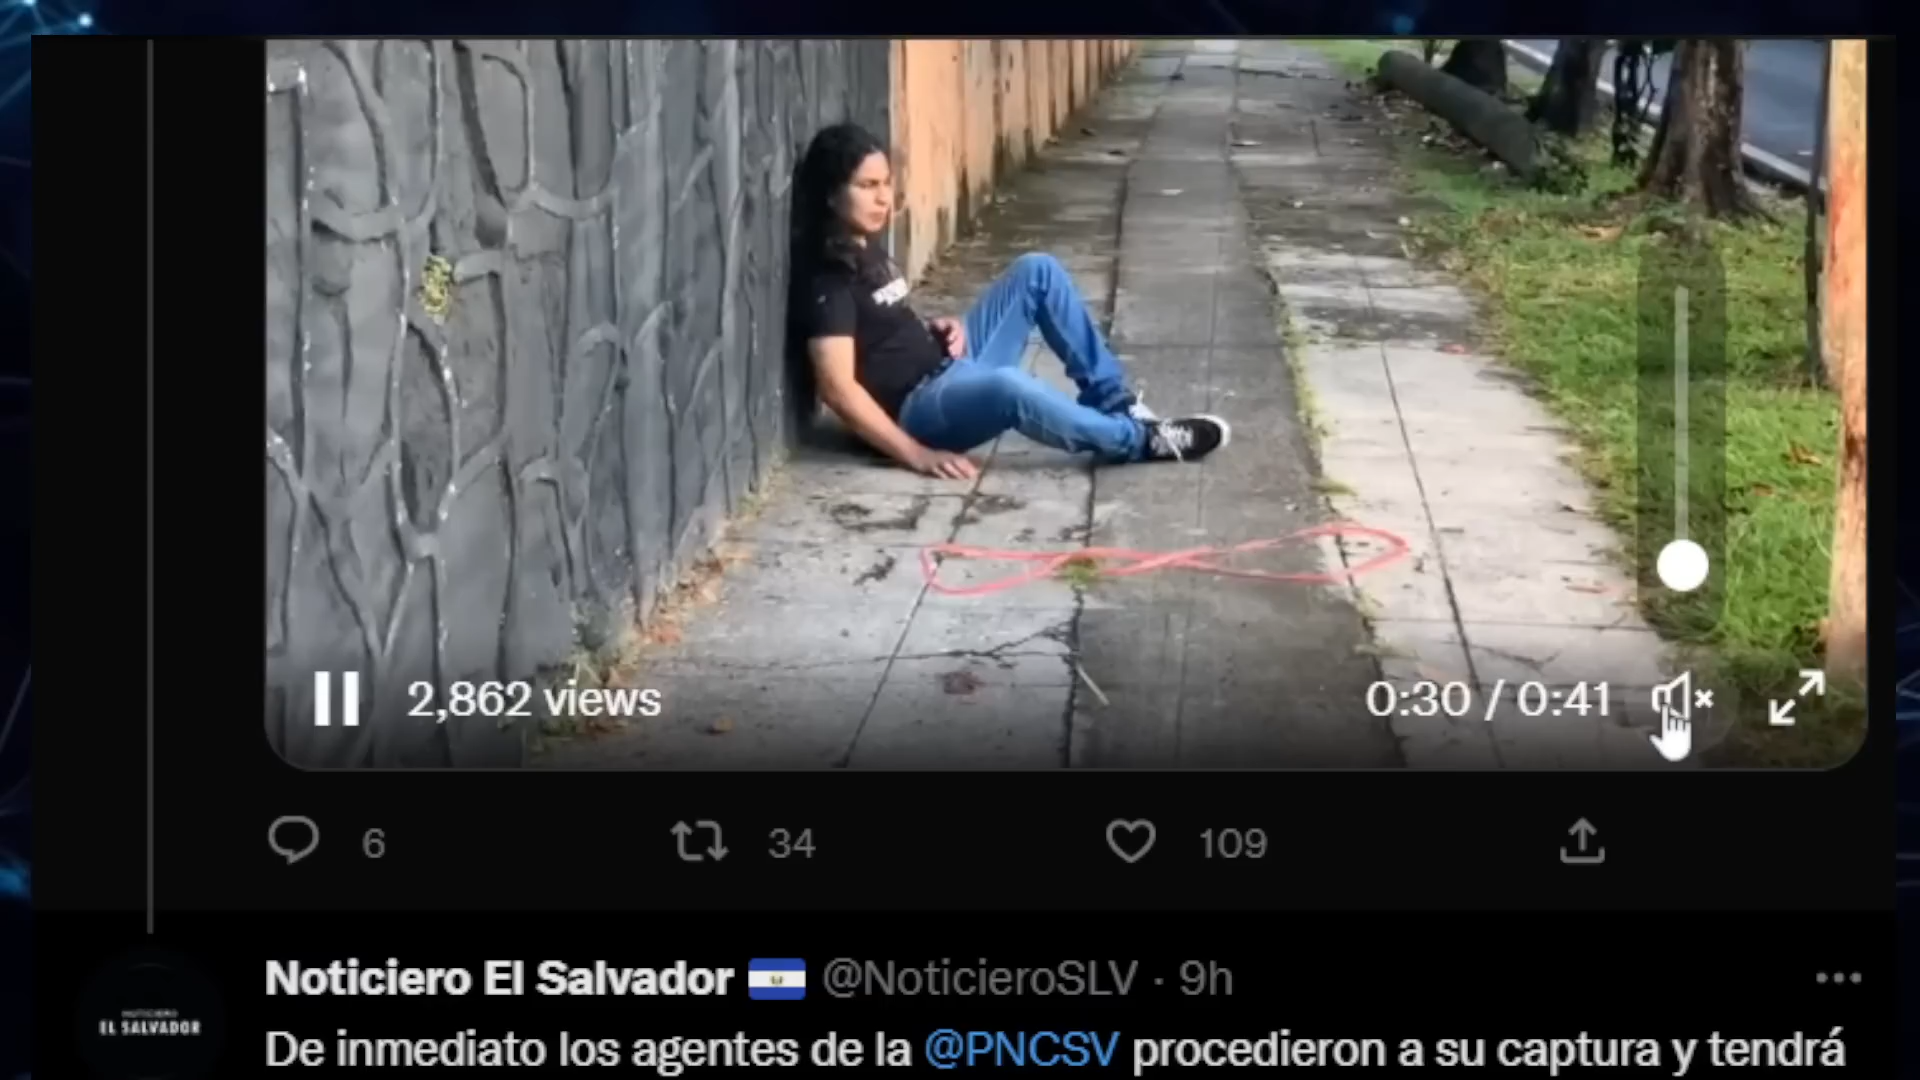 2,862 views
0:30 / 0:41
6
34
109
Noticiero El Salvador @NoticieroSLV · 9h
NOTICIERO
EL SALVADOR
De inmediato los agentes de la @PNCSV procedieron a su captura y tendrá